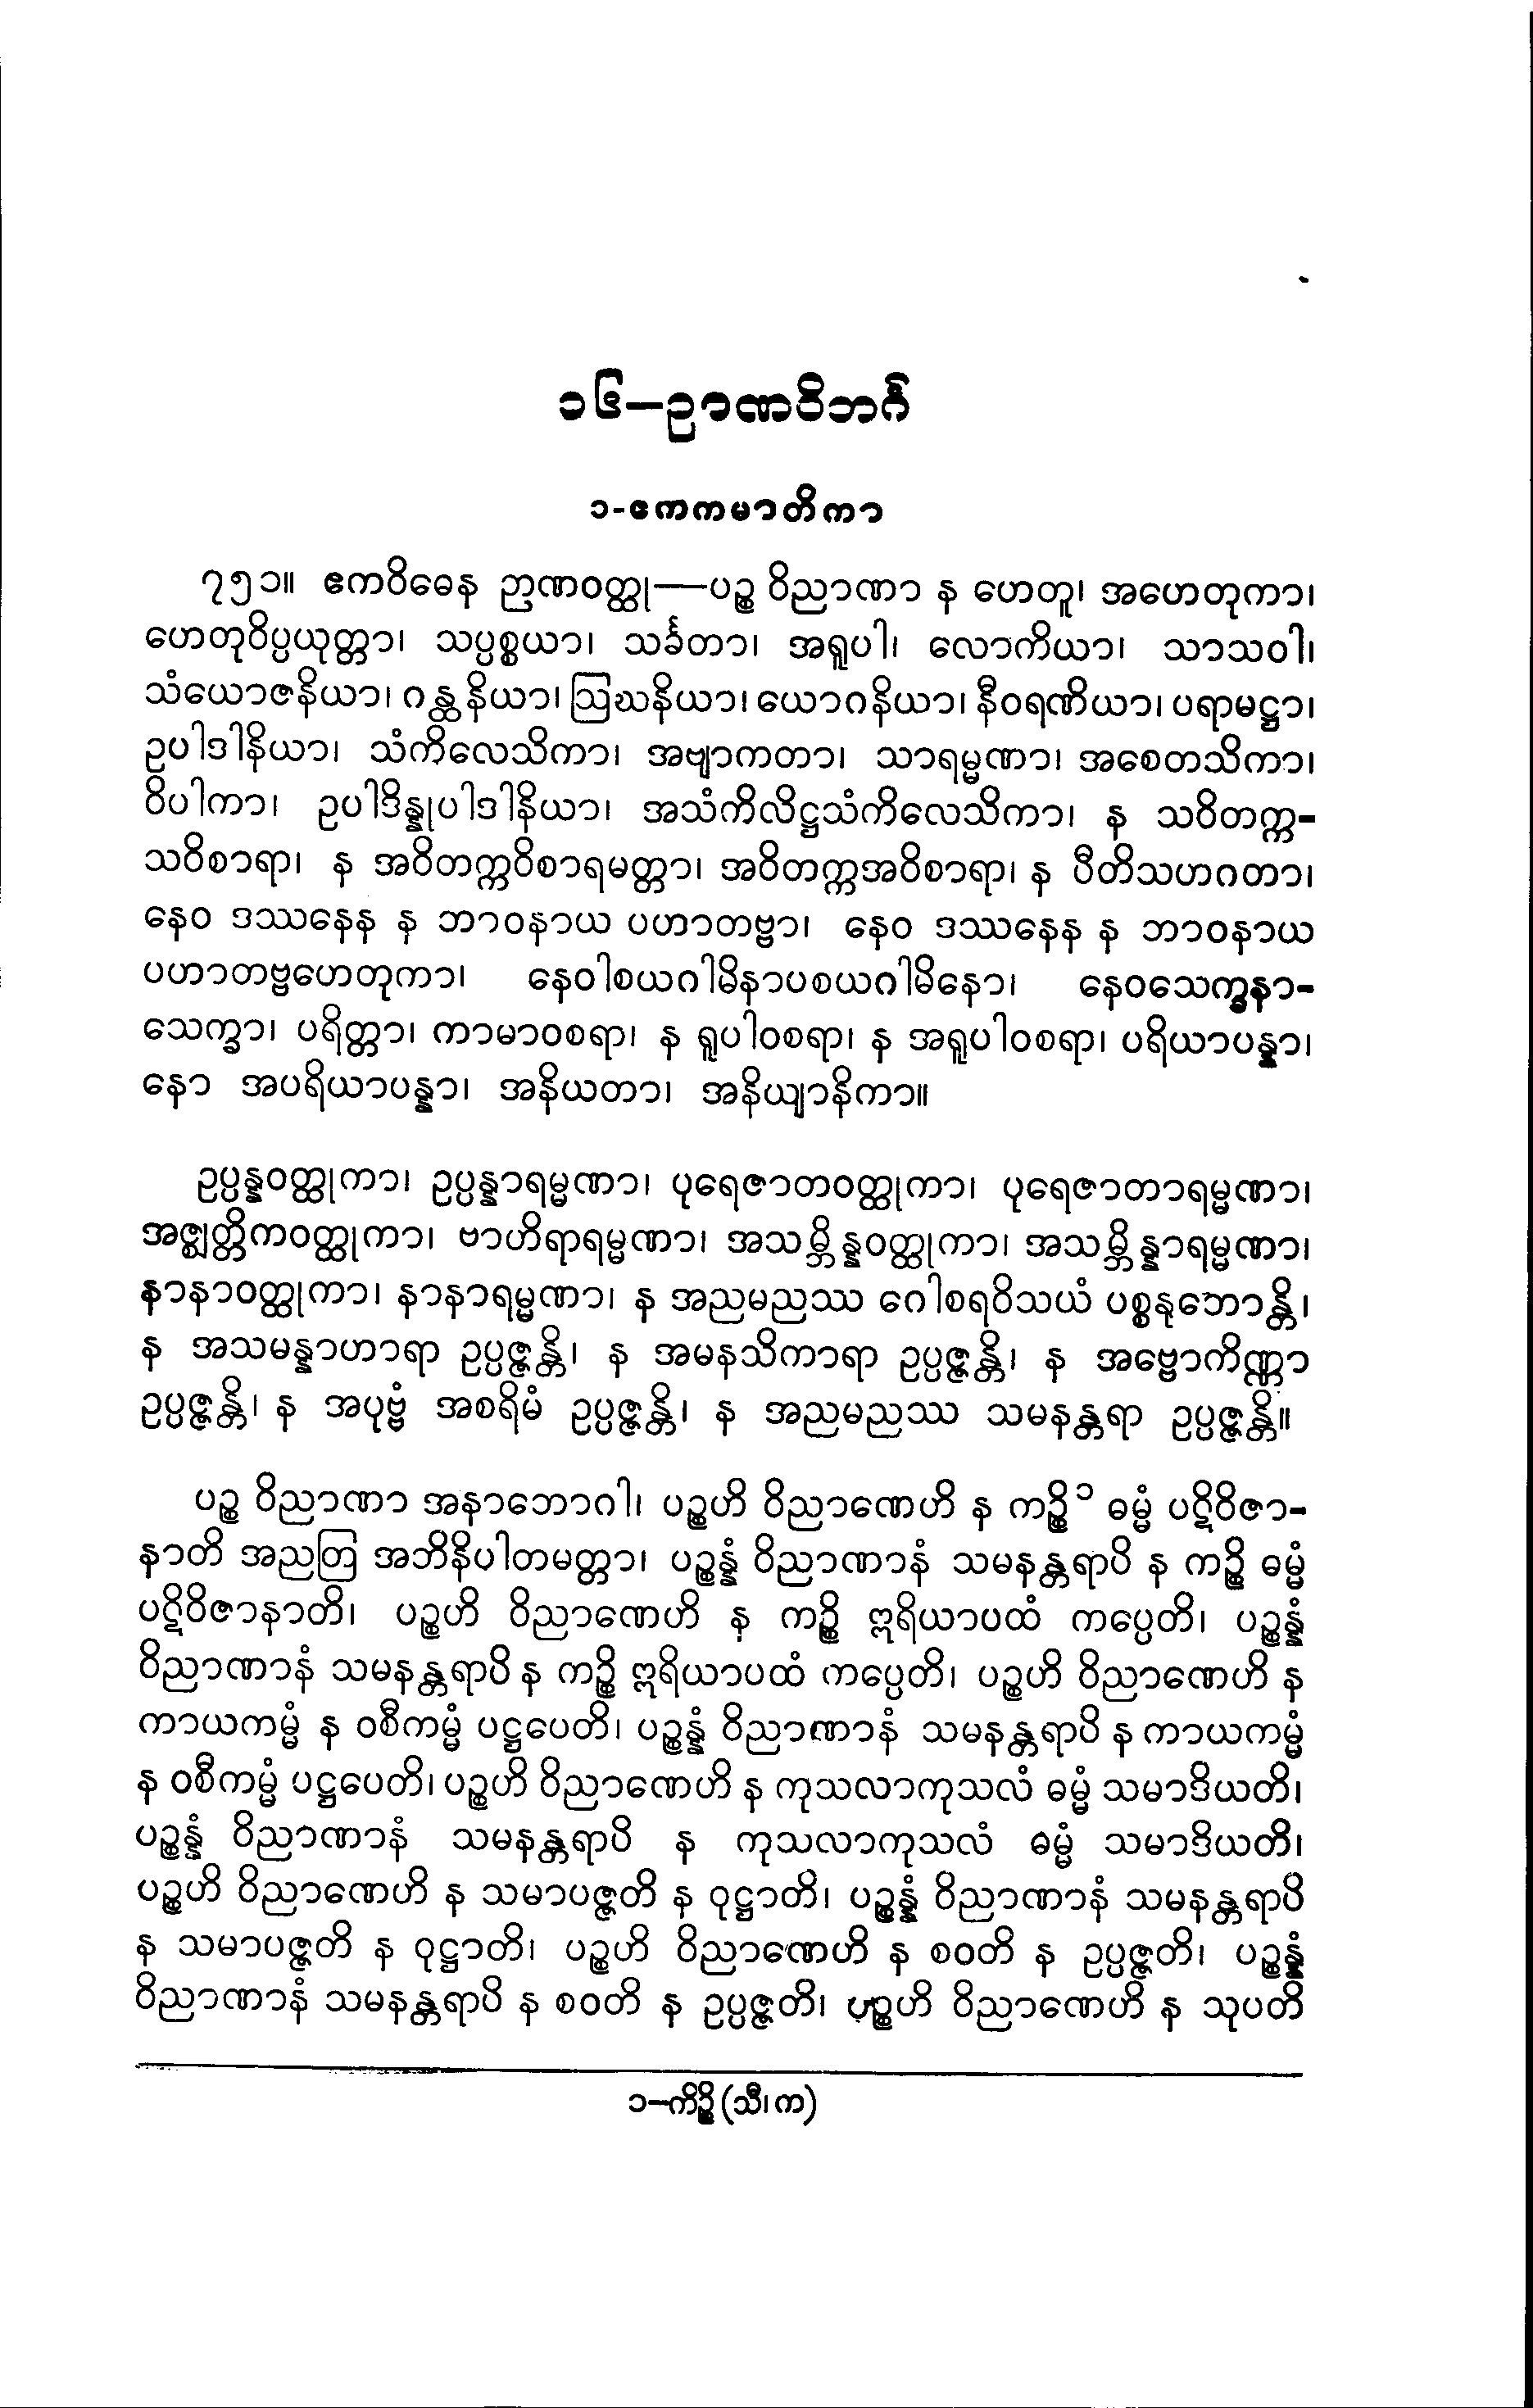 ၁၆—ဉာဏဝိဘင်္ဂ
၁-ဧကကမာတိကာ
၇၅၁။ ဧကဝိဓေန ဉာဏဝတ္ထု—ပဉ္စ ဝိညာဏာ န ဟေတူ၊ အဟေတုကာ၊
ဟေတုဝိပ္ပယုတ္တာ၊ သပ္ပစ္စယာ၊ သင်္ခတာ၊ အရူပါ၊ လောကိယာ၊ သာသဝါ၊
သံယောဇနိယာ၊ ဂန္ထနိယာ၊ ဩဃနိယာ၊ ယောဂနိယာ၊ နီဝရဏိယာ၊ ပရာမဋ္ဌာ၊
ဥပါဒါနိယာ၊ သံကိလေသိကာ၊ အဗျာကတာ၊ သာရမ္မဏာ၊ အစေတသိကာ၊
ဝိပါကာ၊ ဥပါဒိန္နုပါဒါနိယာ၊ အသံကိလိဋ္ဌသံကိလေသိကာ၊ န သဝိတက္က-
သဝိစာရာ၊ န အဝိတက္ကဝိစာရမတ္တာ၊ အဝိတက္ကအဝိစာရာ၊ န ပီတိသဟဂတာ၊
နေဝ ဒဿနေန န ဘာဝနာယ ပဟာတဗ္ဗာ၊ နေဝ ဒဿနေန န ဘာဝနာယ
ပဟာတဗ္ဗဟေတုကာ၊ နေဝါစယဂါမိနာပစယဂါမိနော၊ နေဝသေက္ခနာ-
သေက္ခာ၊ ပရိတ္တာ၊ ကာမာဝစရာ၊ န ရူပါဝစရာ၊ န အရူပါဝစရာ၊ ပရိယာပန္နာ၊
နော အပရိယာပန္နာ၊ အနိယတာ၊ အနိယျာနိကာ။
ဥပ္ပန္နဝတ္ထုကာ၊ ဥပ္ပန္နာရမ္မဏာ၊ ပုရေဇာတဝတ္ထုကာ၊ ပုရေဇာတာရမ္မဏာ၊
အဇ္ဈတ္တိကဝတ္ထုကာ၊ ဗာဟိရာရမ္မဏာ၊ အသမ္ဘိန္နဝတ္ထုကာ၊ အသမ္ဘိန္နာရမ္မဏာ၊
နာနာဝတ္ထုကာ၊ နာနာရမ္မဏာ၊ န အညမညဿ ဂေါစရဝိသယံ ပစ္စနုဘောန္တိ၊
န အသမန္နာဟာရာ ဥပ္ပဇ္ဇန္တိ၊ န အမနသိကာရာ ဥပ္ပဇ္ဇန္တိ၊ န အဗ္ဗောကိဏ္ဏာ
ဥပ္ပဇ္ဇန္တိ၊ န အပုဗ္ဗံ အစရိမံ ဥပ္ပဇ္ဇန္တိ၊ န အညမညဿ သမနန္တရာ ဥပ္ပဇ္ဇန္တိ။
ပဉ္စ ဝိညာဏာ အနာဘောဂါ၊ ပဉ္စဟိ ဝိညာဏေဟိ န ကဉ္စိ ၁ ဓမ္မံ ပဋိဝိဇာ-
နာတိ အညတြ အဘိနိပါတမတ္တာ၊ ပဉ္စန္နံ ဝိညာဏာနံ သမနန္တရာပိ န ကဉ္စိ ဓမ္မံ
ပဋိဝိဇာနာတိ၊ ပဉ္စဟိ ဝိညာဏေဟိ န ကဉ္စိ ဣရိယာပထံ ကပ္ပေတိ၊ ပဉ္စန္နံ
ဝိညာဏာနံ သမနန္တရာပိ န ကဉ္စိ ဣရိယာပထံ ကပ္ပေတိ၊ ပဉ္စဟိ ဝိညာဏေဟိ န
ကာယကမ္မံ န ဝစီကမ္မံ ပဋ္ဌပေတိ၊ ပဉ္စန္နံ ဝိညာဏာနံ သမနန္တရာပိ န ကာယကမ္မံ
န ဝစီကမ္မံ ပဋ္ဌပေတိ၊ ပဉ္စဟိ ဝိညာဏေဟိ န ကုသလာကုသလံ ဓမ္မံ သမာဒိယတိ၊
ပဉ္စန္နံ ဝိညာဏာနံ သမနန္တရာပိ န ကုသလာကုသလံ ဓမ္မံ သမာဒိယတိ၊
ပဉ္စဟိ ဝိညာဏေဟိ န သမာပဇ္ဇတိ န ဝုဋ္ဌာတိ၊ ပဉ္စန္နံ ဝိညာဏာနံ သမနန္တရာပိ
န သမာပဇ္ဇတိ န ဝုဋ္ဌာတိ၊ ပဉ္စဟိ ဝိညာဏေဟိ န စဝတိ န ဥပ္ပဇ္ဇတိ၊ ပဉ္စန္နံ
ဝိညာဏာနံ သမနန္တရာပိ န စဝတိ န ဥပ္ပဇ္ဇတိ၊ ပဉ္စဟိ ဝိညာဏေဟိ န သုပတိ
၁—ကိဉ္စိ (သီ၊ က)